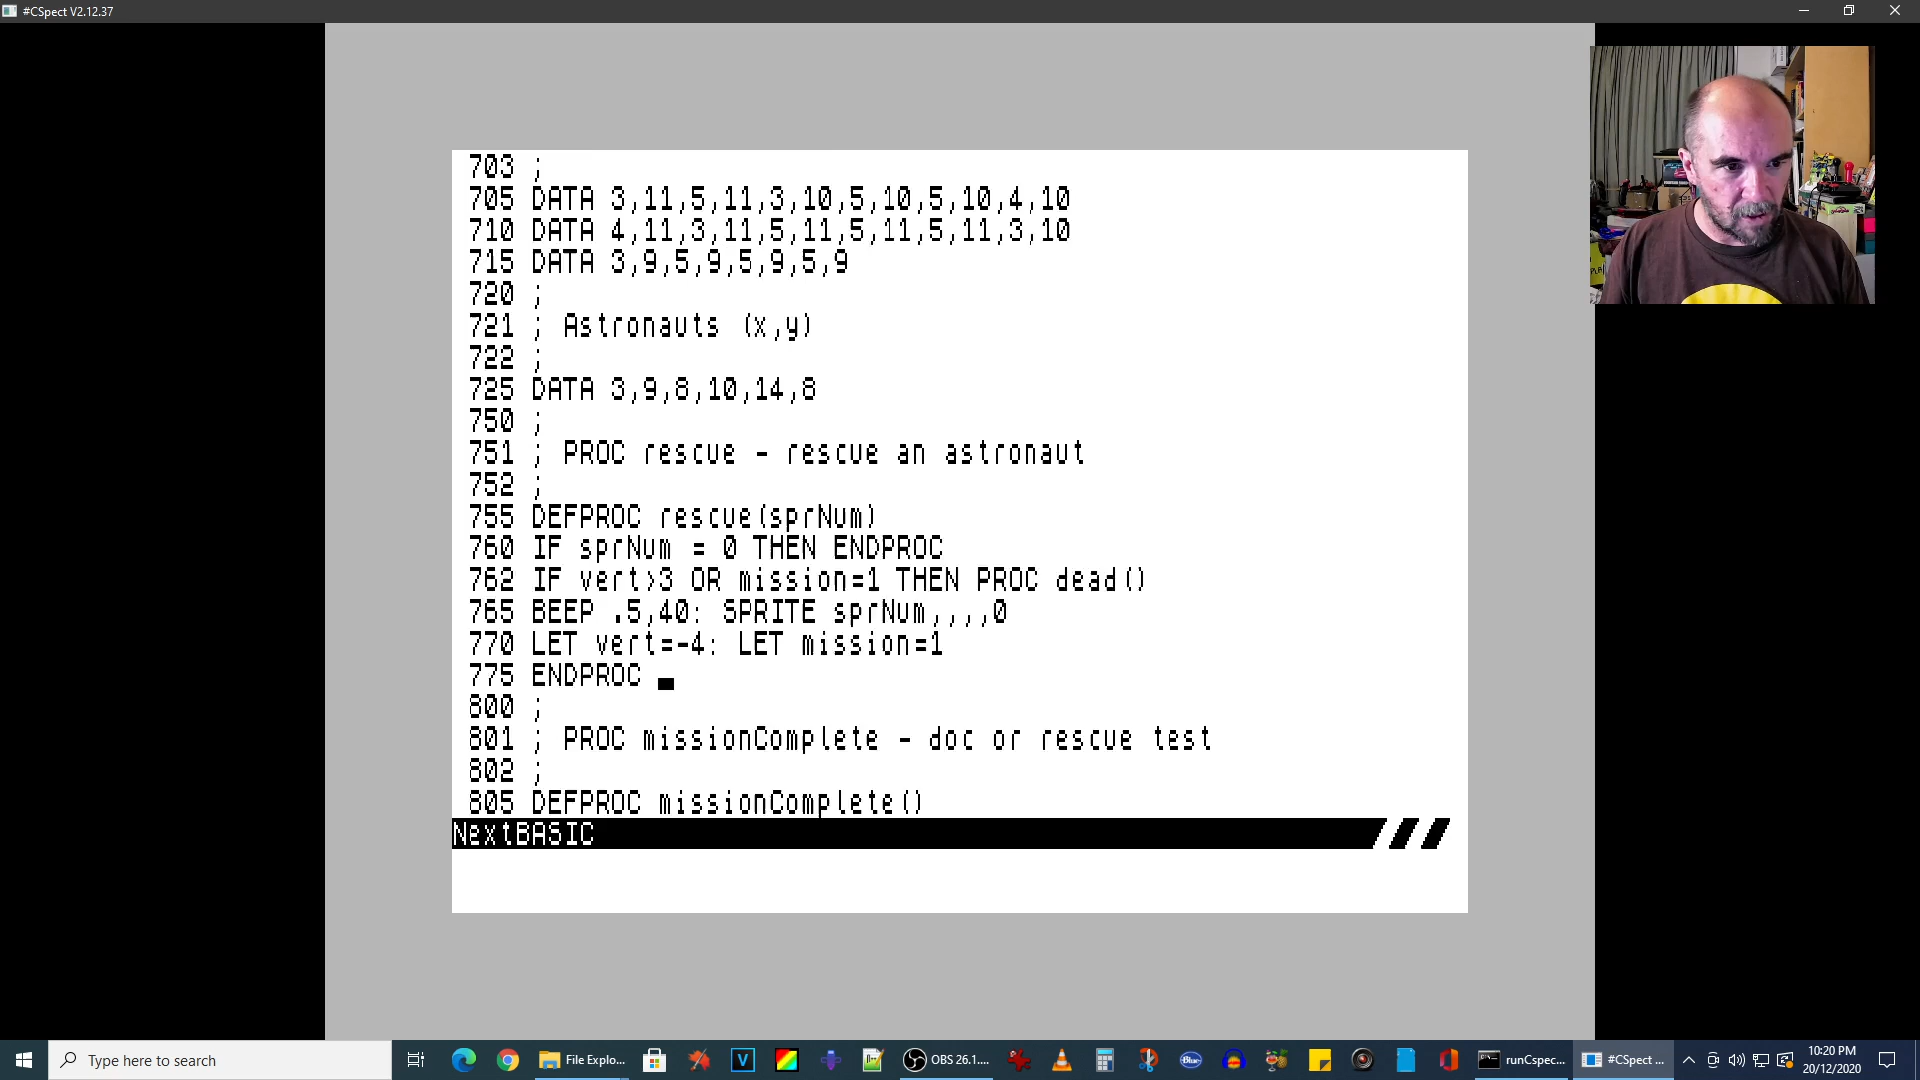 #CSpect V2.12.37
703 ;
705 DATA 3,11,5,11,3,10,5,10,5,10,4,10
710 DATA 4,11,3,11,5,11,5,11,5,11,3,10
715 DATA 3,9,5,9,5,9,5,9
720 ;
721 ; Astronauts (x,y)
722 ;
725 DATA 3,9,8,10,14,8
750 ;
751 ; PROC rescue - rescue an astronaut
752 ;
755 DEFPROC rescue(sprNum)
760 IF sprNum = 0 THEN ENDPROC
762 IF vert>3 OR mission=1 THEN PROC dead()
765 BEEP .5,40: SPRITE sprNum,,,,0
770 LET vert=-4: LET mission=1
775 ENDPROC
800 ;
801 ; PROC missionComplete - doc or rescue test
802 ;
805 DEFPROC missionComplete()
NextBASIC
Type here to search
File Explo...
V
OBS 26.1....
Blue
runCspec...
#CSpect ...
10:20 PM
20/12/2020